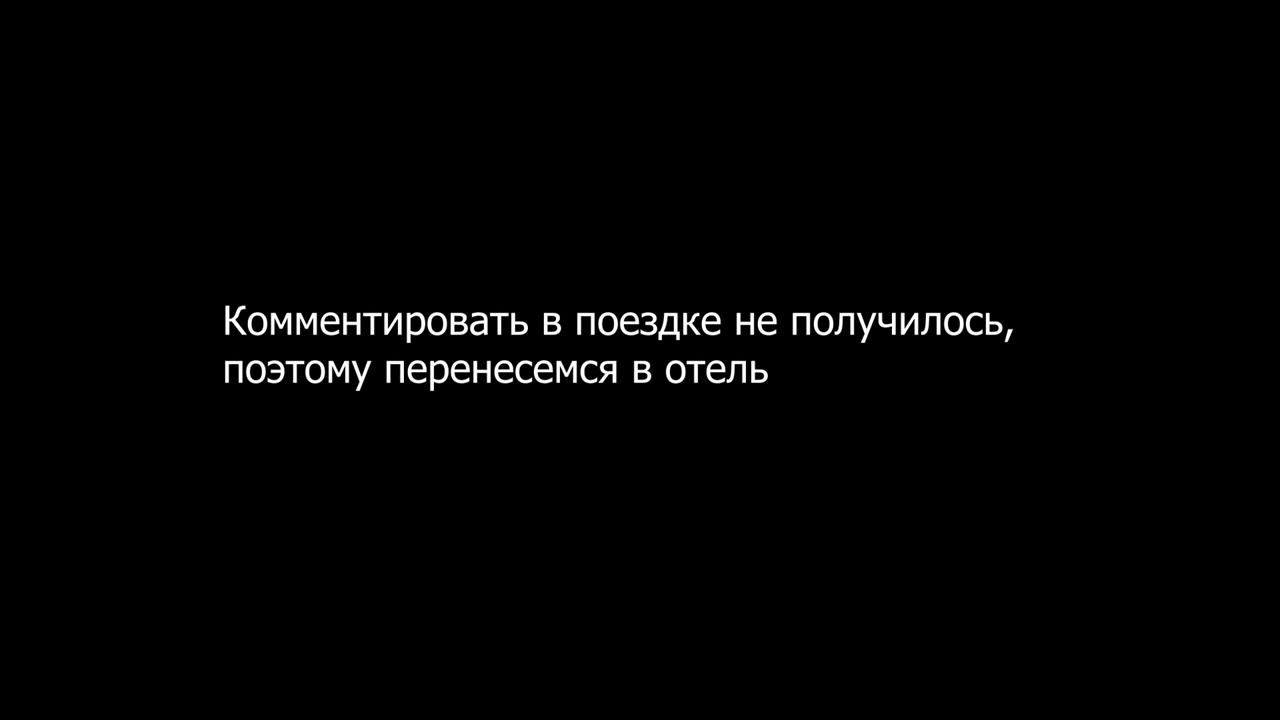 Комментировать в поездке не получилось,
поэтому перенесемся в отель